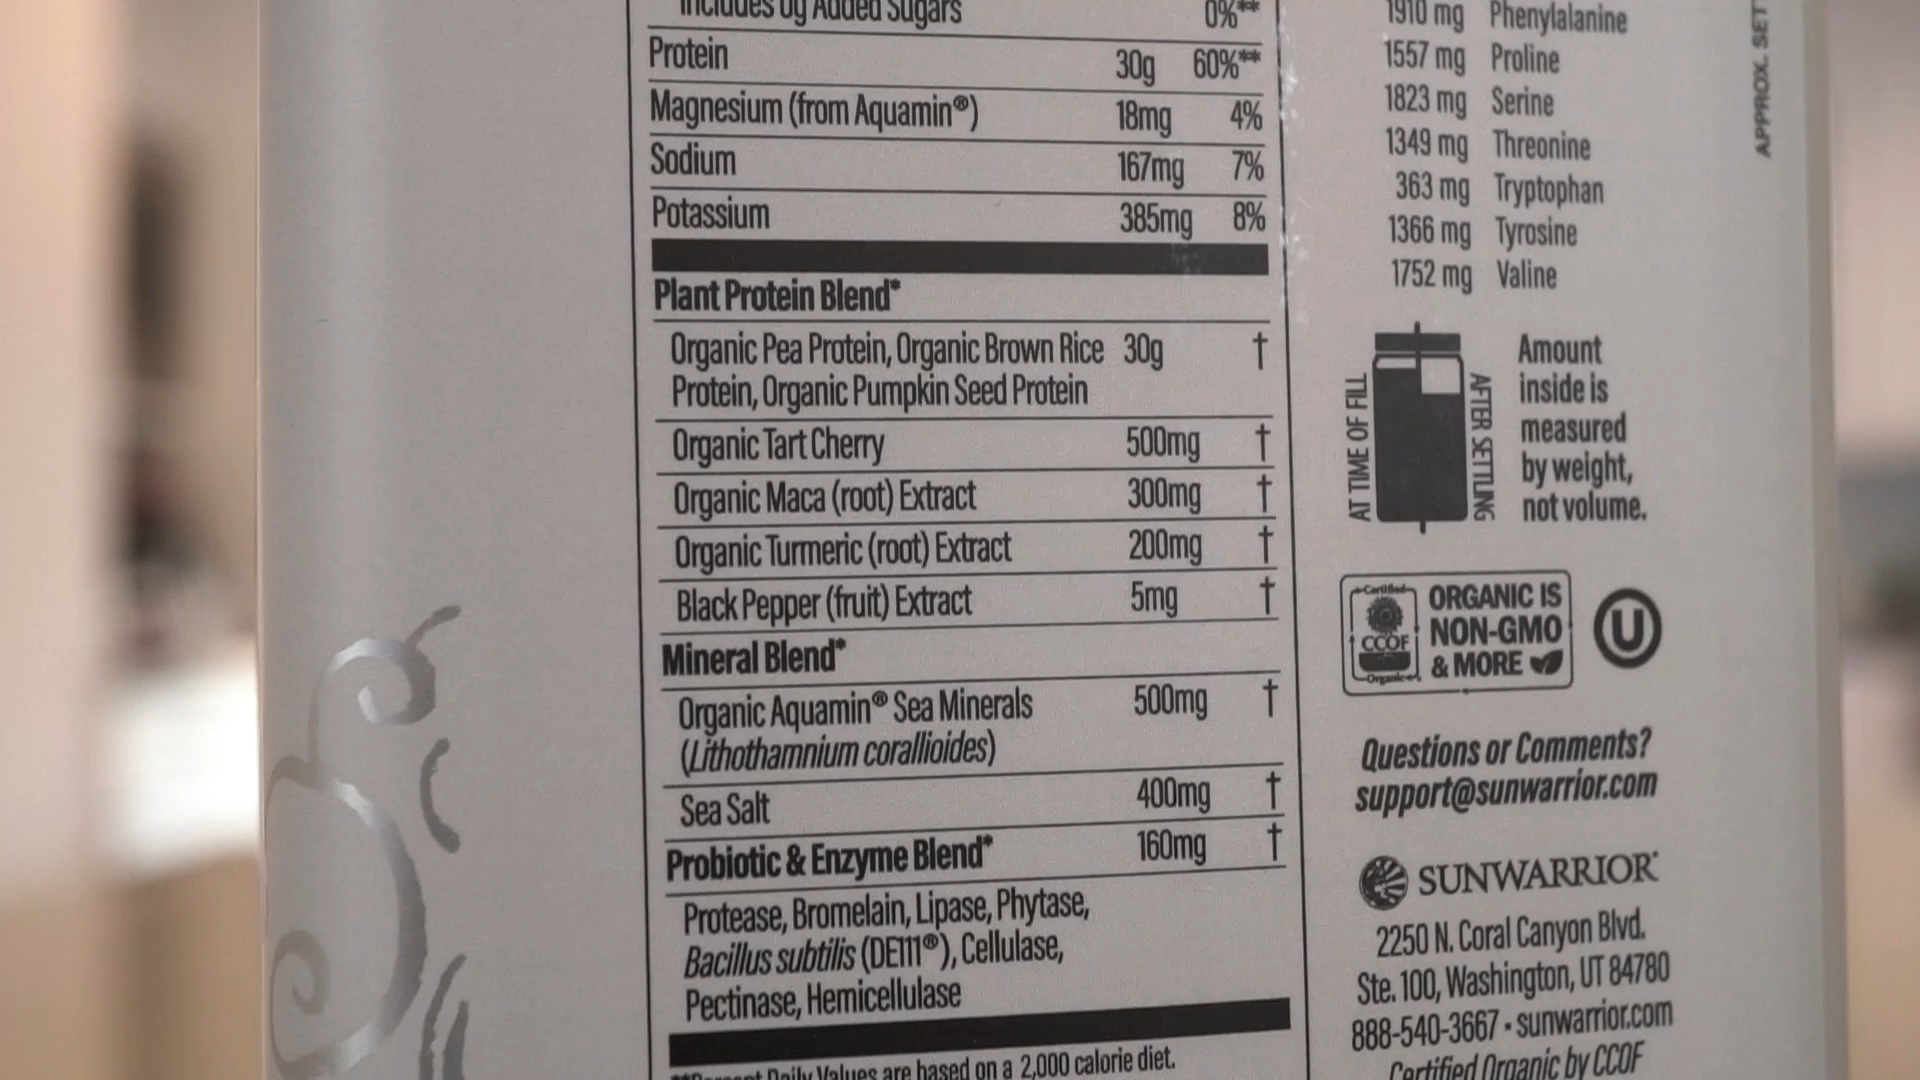 Includes 0g Added Sugars 0%**
Protein 30g 60%**
Magnesium (from Aquamin®) 18mg 4%
Sodium 167mg 7%
Potassium 385mg 8%
Plant Protein Blend*
Organic Pea Protein, Organic Brown Rice 30g †
Protein, Organic Pumpkin Seed Protein
Organic Tart Cherry 500mg †
Organic Maca (root) Extract 300mg †
Organic Turmeric (root) Extract 200mg †
Black Pepper (fruit) Extract 5mg †
Mineral Blend*
Organic Aquamin® Sea Minerals 500mg †
(Lithothamnium corallioides)
Sea Salt 400mg †
Probiotic & Enzyme Blend* 160mg †
Protease, Bromelain, Lipase, Phytase,
Bacillus subtilis (DE111®), Cellulase,
Pectinase, Hemicellulase
**Percent Daily Values are based on a 2,000 calorie diet.
1910 mg Phenylalanine
1557 mg Proline
1823 mg Serine
1349 mg Threonine
363 mg Tryptophan
1366 mg Tyrosine
1752 mg Valine
AT TIME OF FILL
AFTER SETTLING
Amount
inside is
measured
by weight,
not volume.
Certified
CCOF
Organic
ORGANIC IS
NON-GMO
& MORE
U
Questions or Comments?
support@sunwarrior.com
SUNWARRIOR
2250 N. Coral Canyon Blvd.
Ste. 100, Washington, UT 84780
888-540-3667 • sunwarrior.com
Certified Organic by CCOF
APPROX.